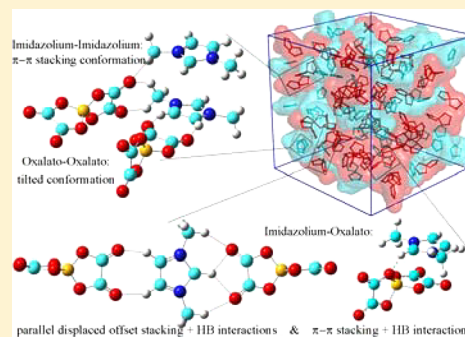 Imidazolium-Imidazolium:
π–π stacking conformation
Oxalato-Oxalato:
tilted conformation
Imidazolium-Oxalato:
parallel displaced offset stacking + HB interactions & π–π stacking + HB interaction